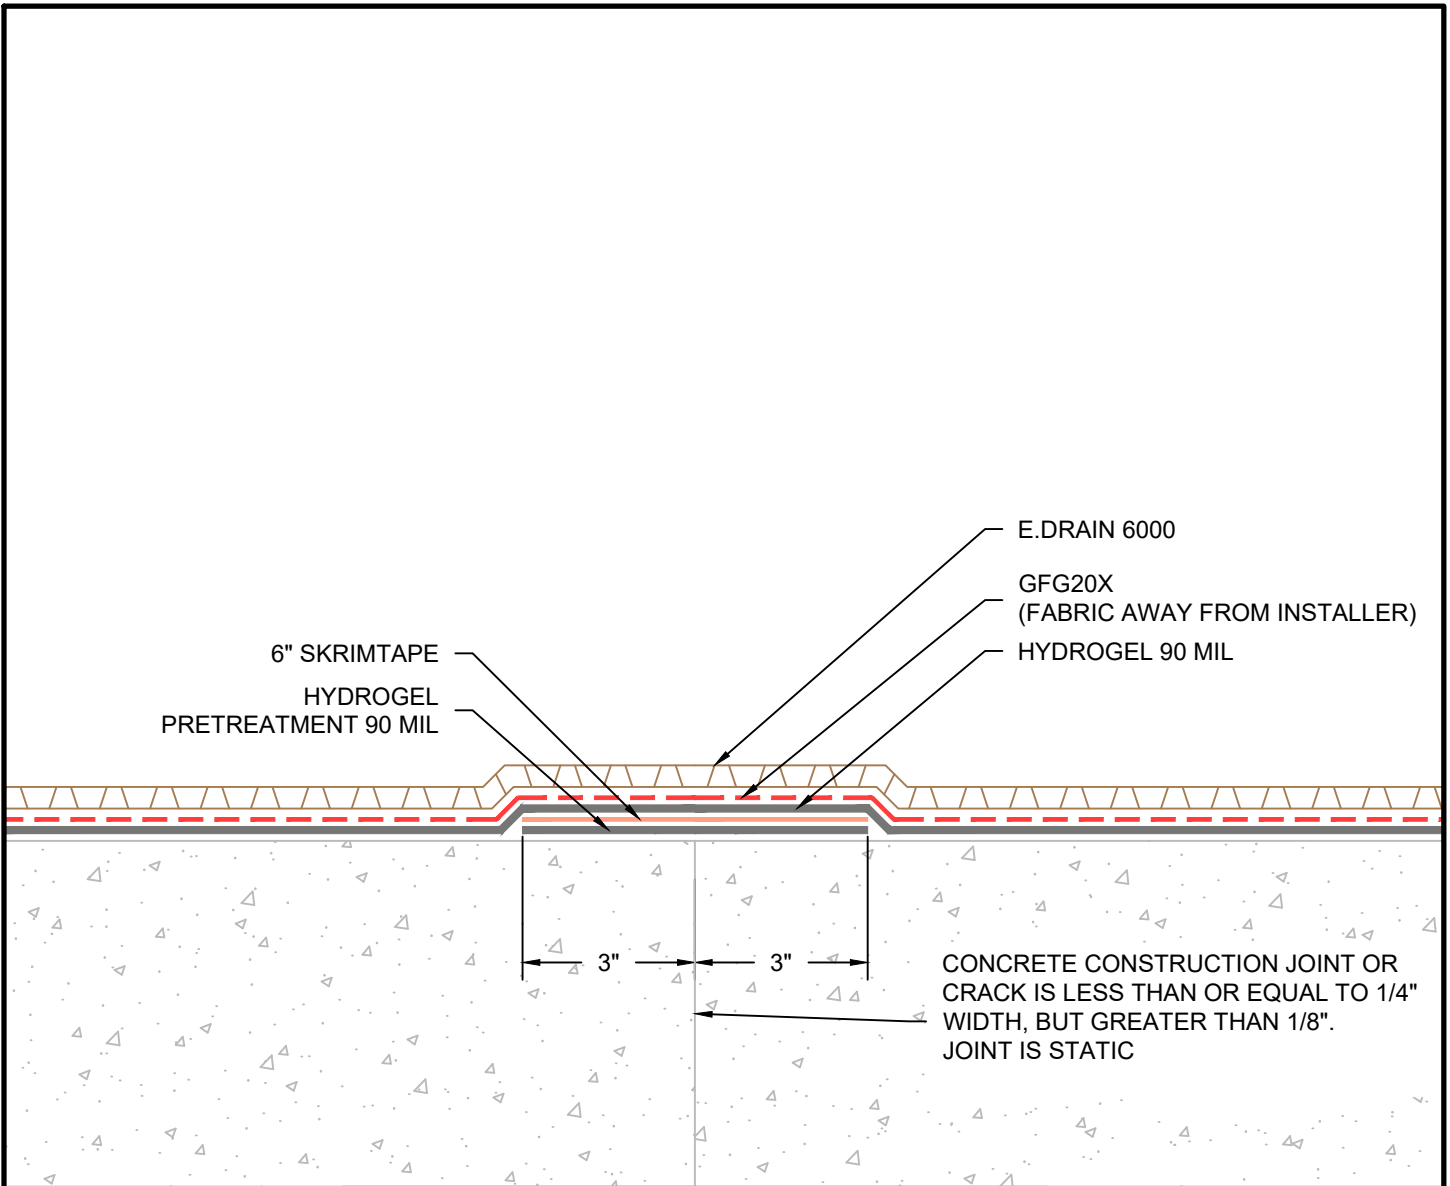 E.DRAIN 6000
GFG20X
(FABRIC AWAY FROM INSTALLER)
HYDROGEL 90 MIL
6" SKRIMTAPE
HYDROGEL
PRETREATMENT 90 MIL
3"
3"
CONCRETE CONSTRUCTION JOINT OR
CRACK IS LESS THAN OR EQUAL TO 1/4"
WIDTH, BUT GREATER THAN 1/8".
JOINT IS STATIC